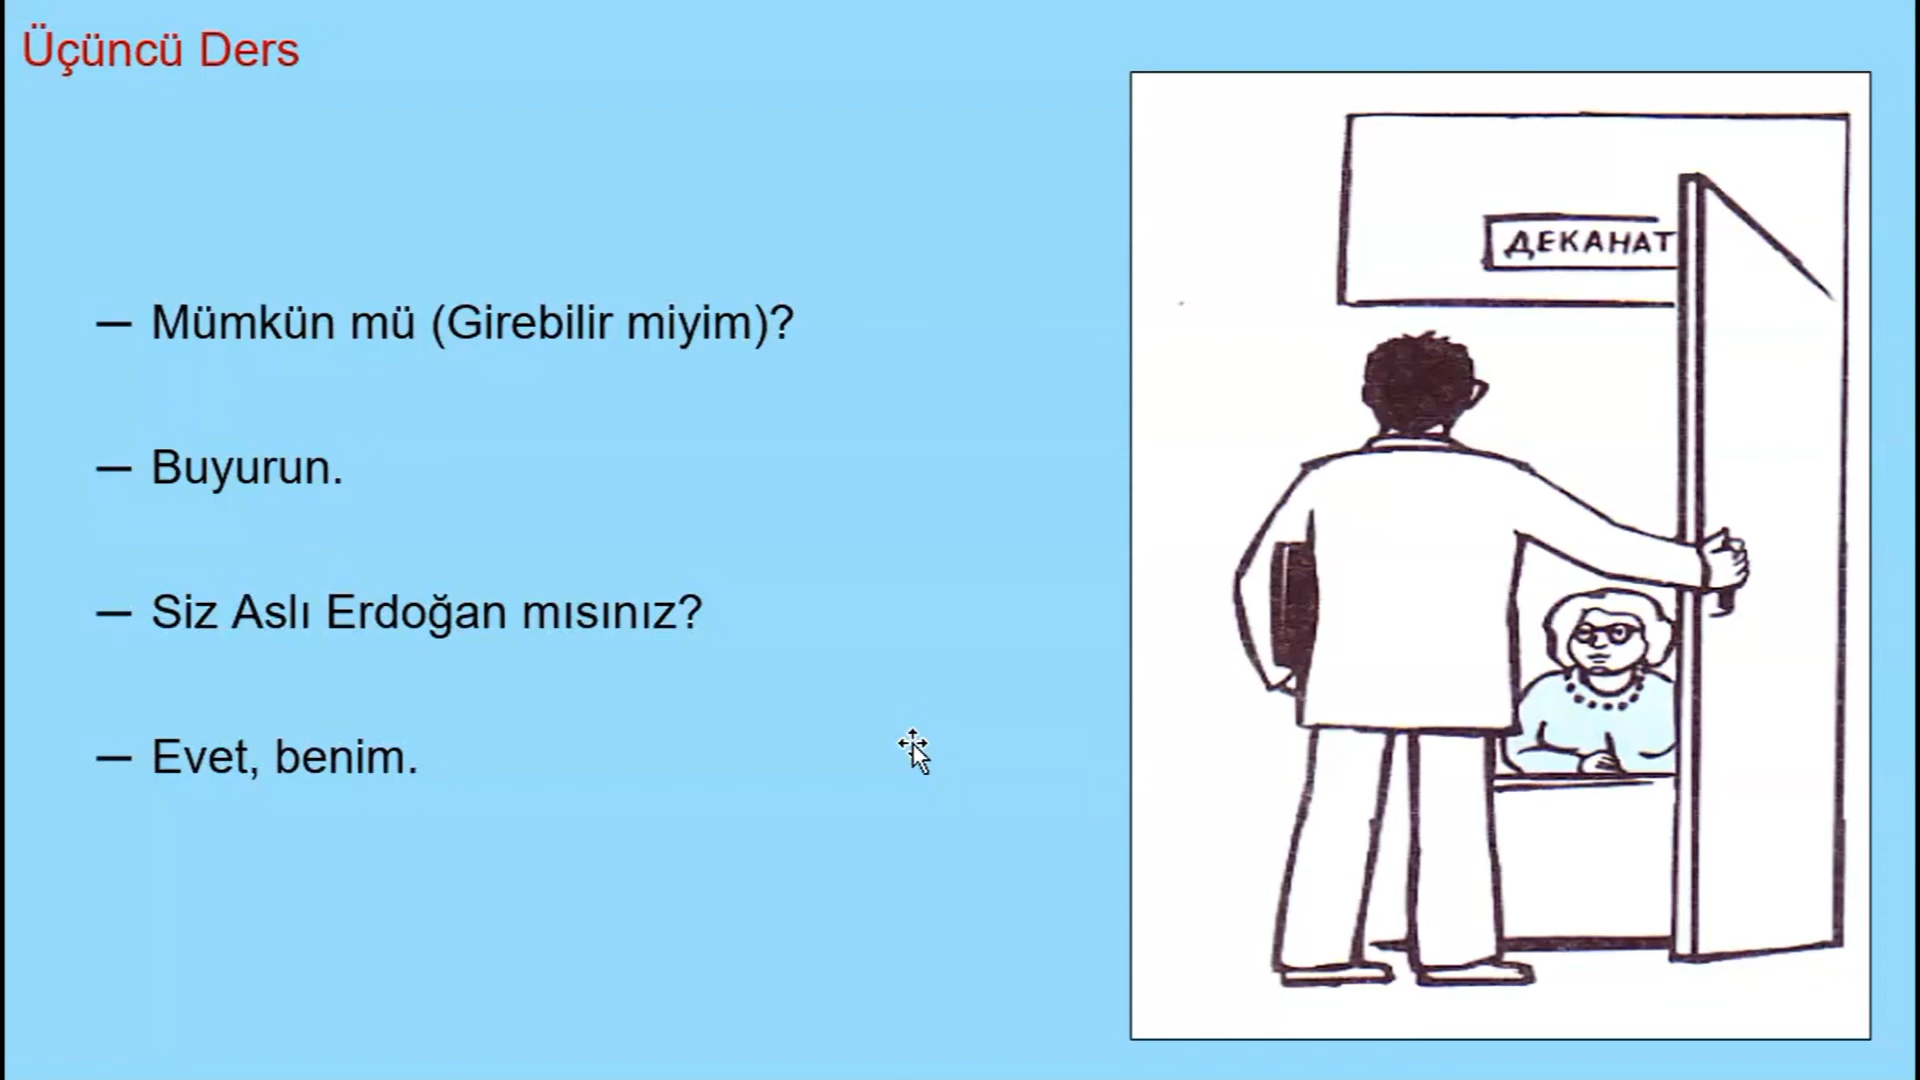 Üçüncü Ders
— Mümkün mü (Girebilir miyim)?
— Buyurun.
— Siz Aslı Erdoğan mısınız?
— Evet, benim.
ДЕКАНАТ